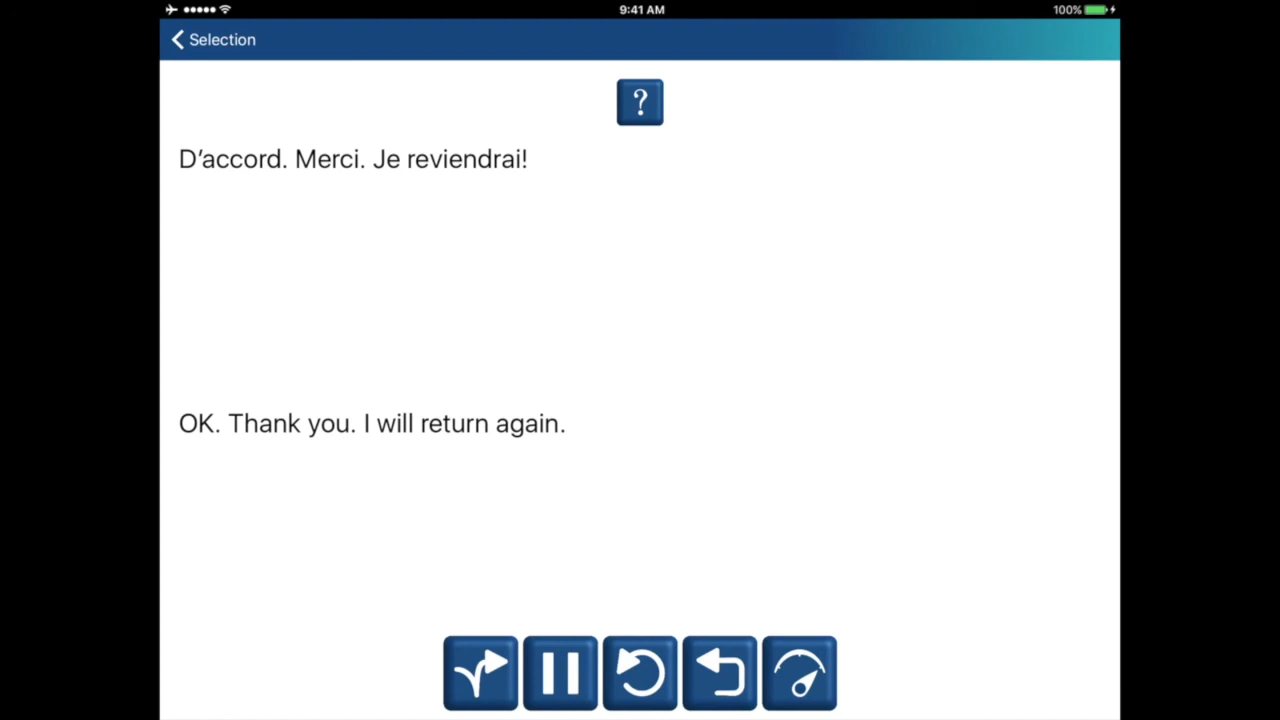 9:41 AM
100%
Selection
?
D’accord. Merci. Je reviendrai!
OK. Thank you. I will return again.